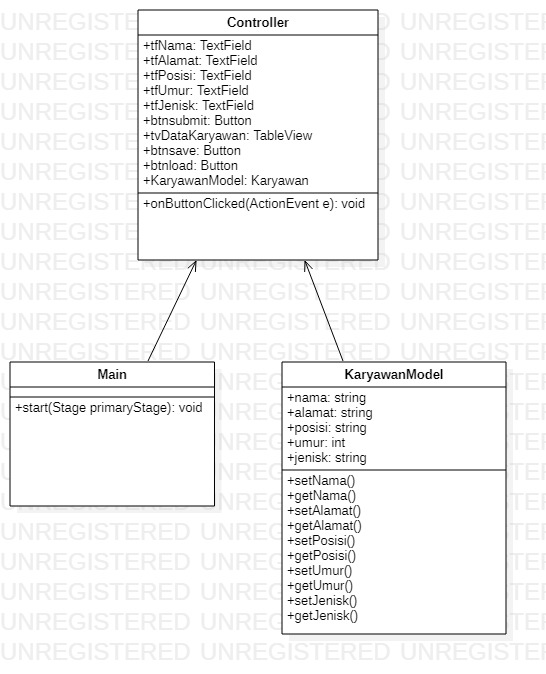 Controller
+tfNama: TextField
+tfAlamat: TextField
+tfPosisi: TextField
+tfUmur: TextField
+tfJenisk: TextField
+btnsubmit: Button
+tvDataKaryawan: TableView
+btnsave: Button
+btnload: Button
+KaryawanModel: Karyawan
+onButtonClicked(ActionEvent e): void
Main
+start(Stage primaryStage): void
KaryawanModel
+nama: string
+alamat: string
+posisi: string
+umur: int
+jenisk: string
+setNama()
+getNama()
+setAlamat()
+getAlamat()
+setPosisi()
+getPosisi()
+setUmur()
+getUmur()
+setJenisk()
+getJenisk()
UNREGISTERED